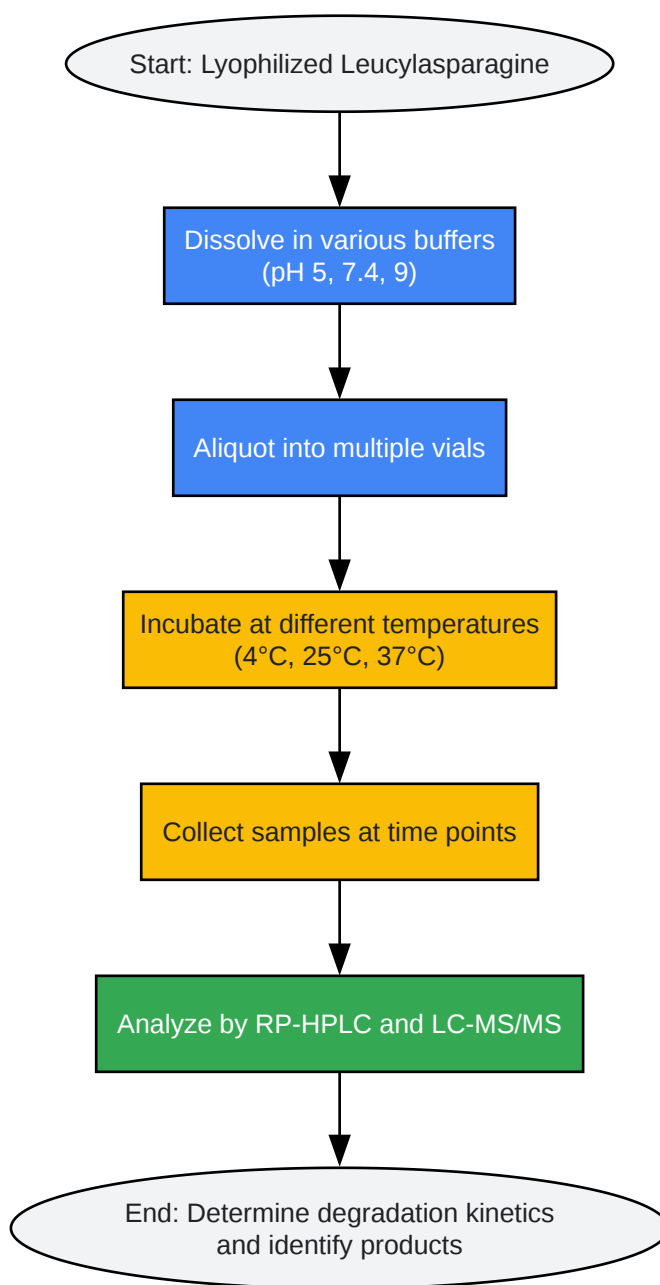 Start: Lyophilized Leucylasparagine
Dissolve in various buffers
(pH 5, 7.4, 9)
Aliquot into multiple vials
Incubate at different temperatures
(4°C, 25°C, 37°C)
Collect samples at time points
Analyze by RP-HPLC and LC-MS/MS
End: Determine degradation kinetics
and identify products